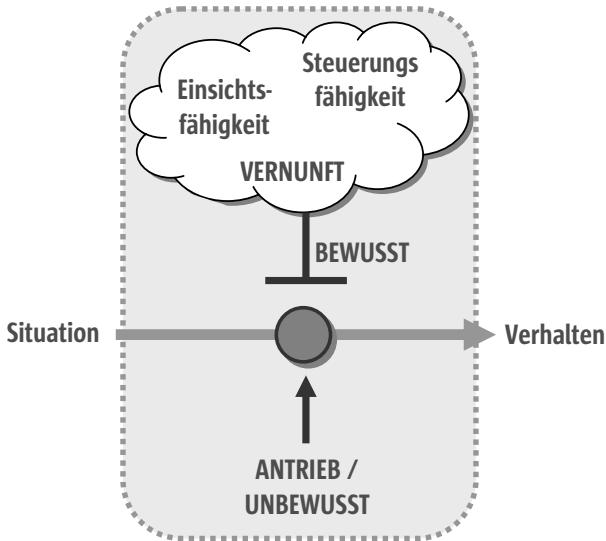 Steuerungs
fähigkeit
Einsichts-
fähigkeit
VERNUNFT
BEWUSST
Situation
Verhalten
ANTRIEB /
UNBEWUSST